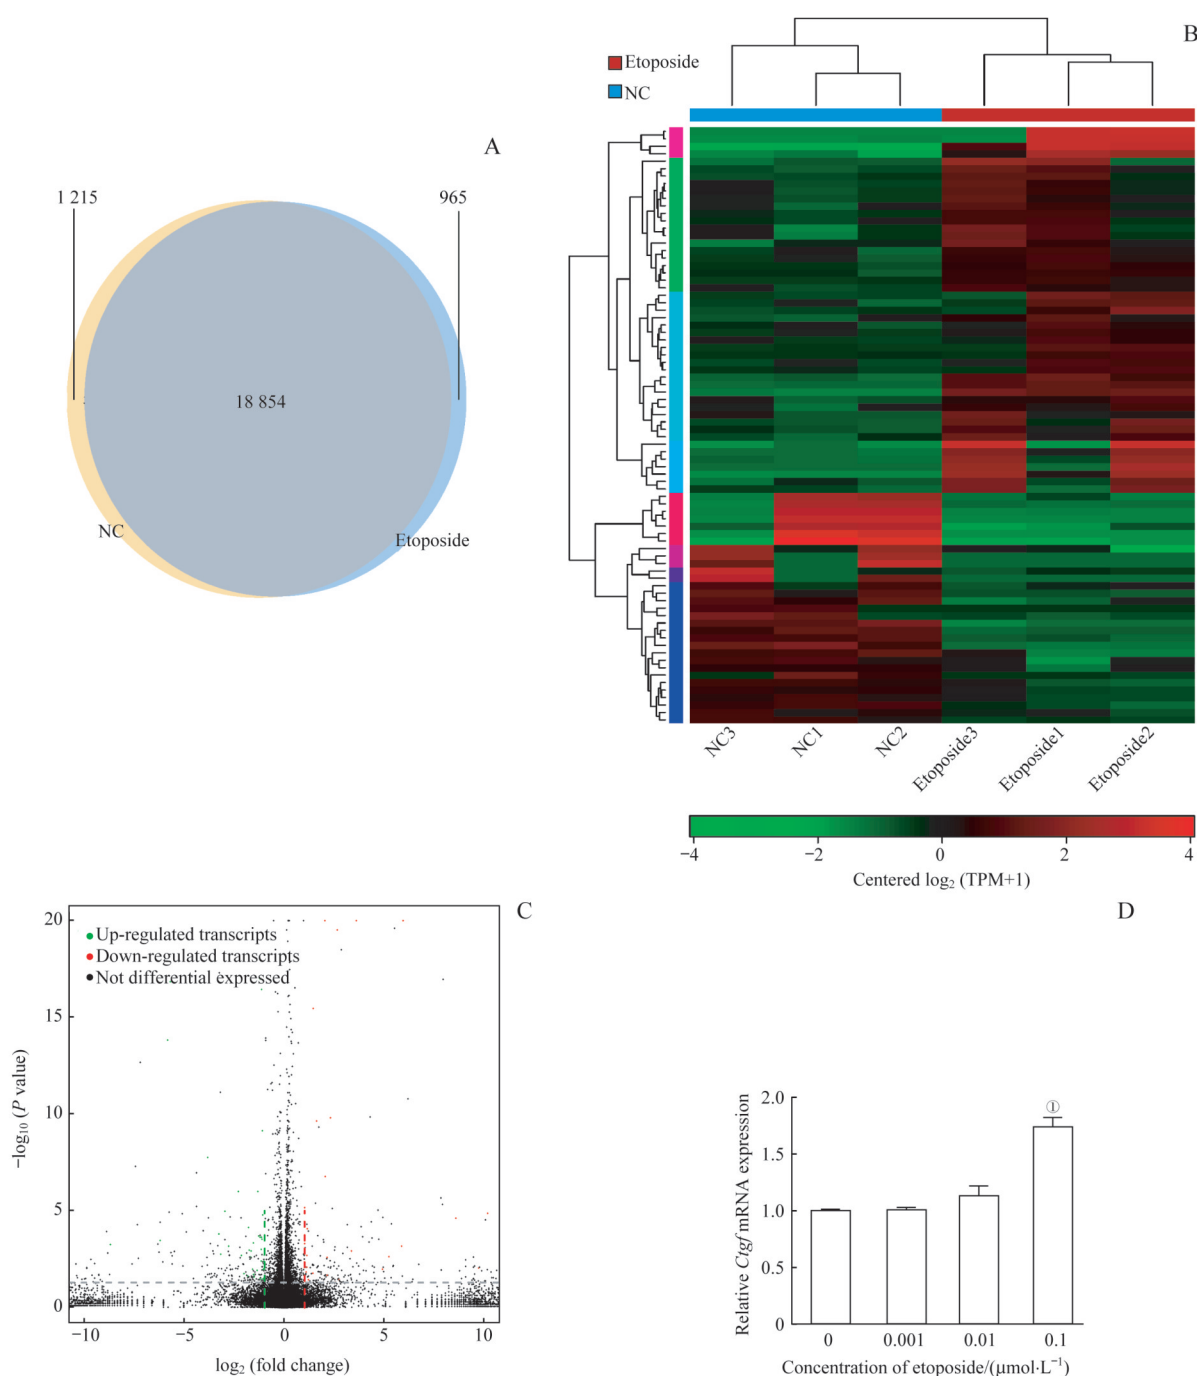 A
1 215
965
18 854
NC
Etoposide
B
Etoposide
NC
NC3
NC1
NC2
Etoposide3
Etoposide1
Etoposide2
−4
−2
0
2
4
Centered log₂ (TPM+1)
C
Up-regulated transcripts
Down-regulated transcripts
Not differential expressed
20
15
10
5
0
−log₁₀ (P value)
−10
−5
0
5
10
log₂ (fold change)
D
①
2.0
1.5
1.0
0.5
0
Relative Ctgf mRNA expression
0
0.001
0.01
0.1
Concentration of etoposide/(μmol·L⁻¹)